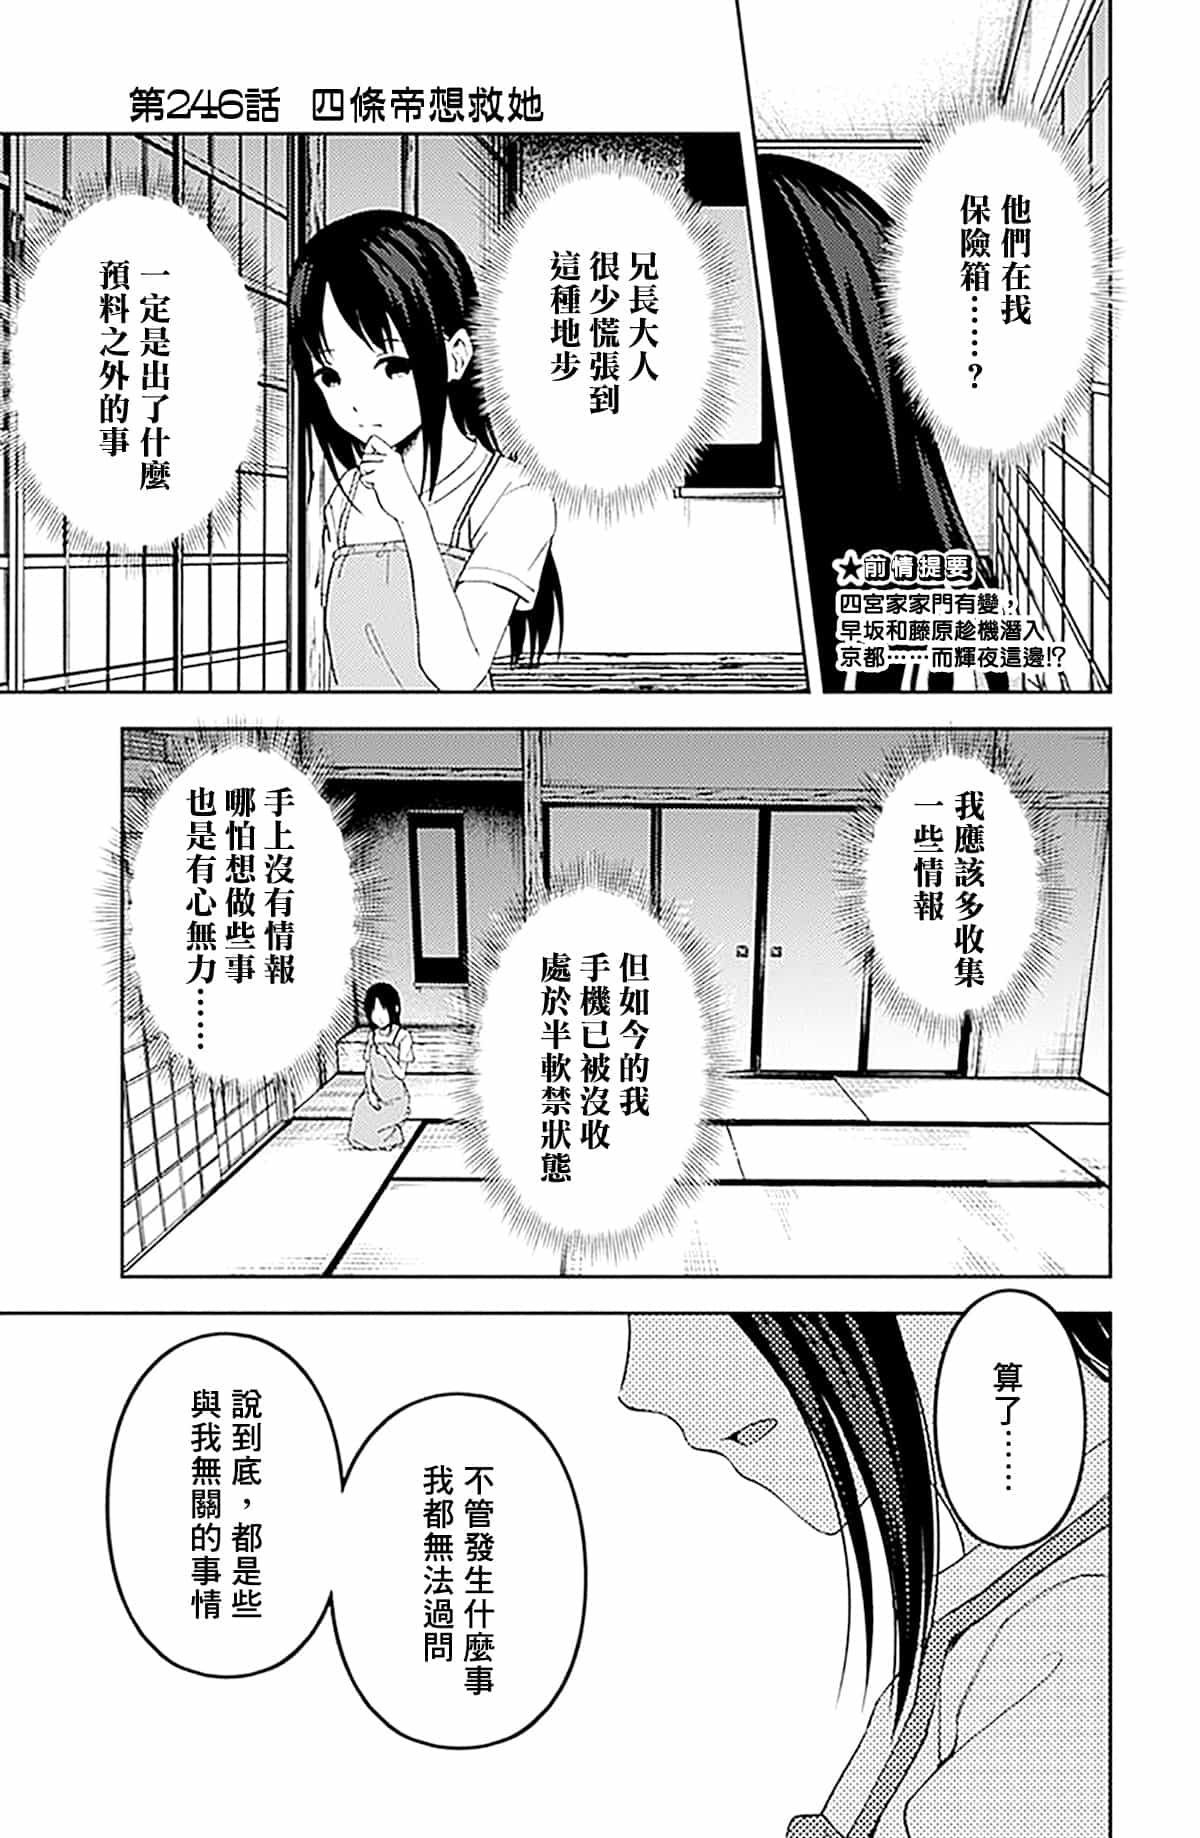 第246話 四條帝想救她
他們在找
保險箱……？
★前情提要
四宮家家門有變，
早坂和藤原趁機潛入
京都……而輝夜這邊!?
兄長大人
很少慌張到
這種地步
一定是出了什麼
預料之外的事
我應該多收集
一些情報
但如今的我
手機已被沒收
處於半軟禁狀態
手上沒有情報
哪怕想做些事
也是有心無力……
算了……
不管發生什麼事
我都無法過問
說到底，都是些
與我無關的事情